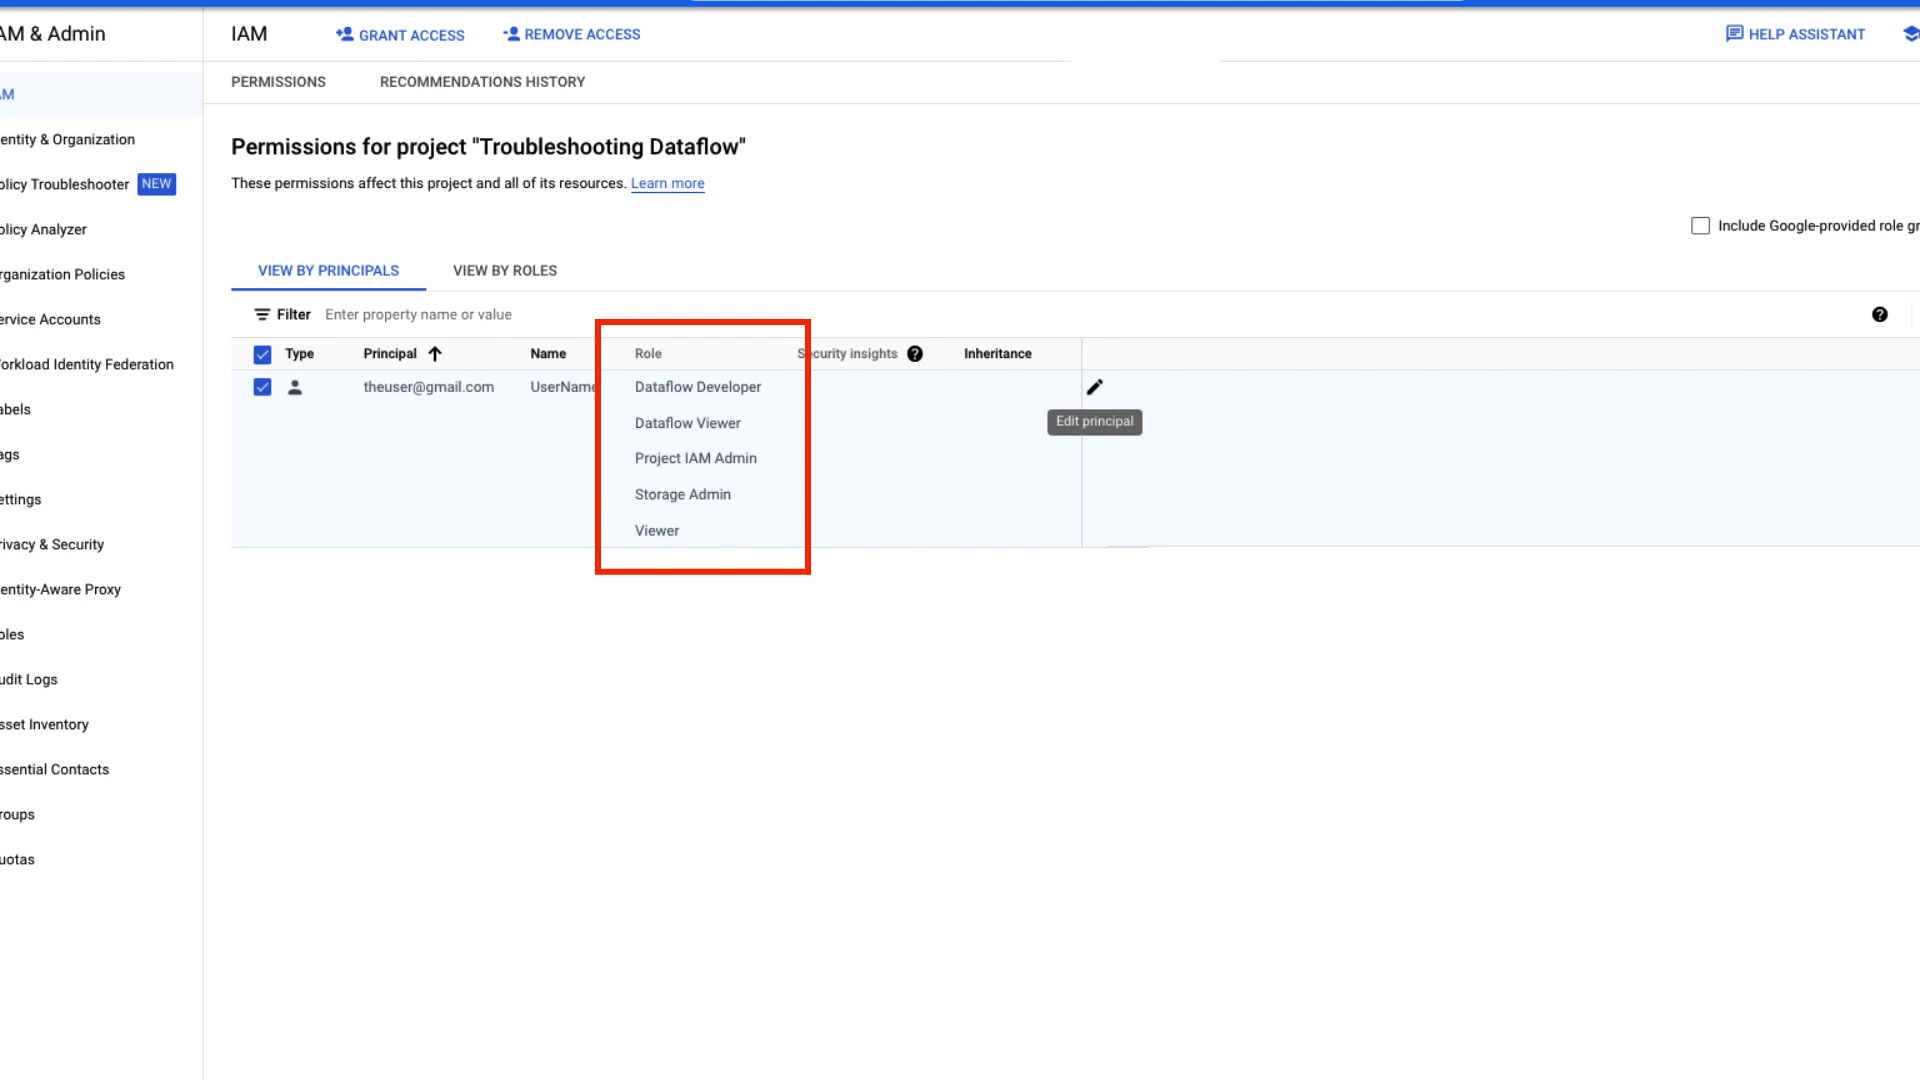 AM & Admin
IAM
GRANT ACCESS
REMOVE ACCESS
HELP ASSISTANT
PERMISSIONS
RECOMMENDATIONS HISTORY
AM
entity & Organization
olicy Troubleshooter NEW
olicy Analyzer
rganization Policies
ervice Accounts
orkload Identity Federation
abels
ags
ettings
rivacy & Security
entity-Aware Proxy
oles
udit Logs
sset Inventory
ssential Contacts
roups
uotas
Permissions for project "Troubleshooting Dataflow"
These permissions affect this project and all of its resources. Learn more
Include Google-provided role gr
VIEW BY PRINCIPALS
VIEW BY ROLES
Filter Enter property name or value
Type Principal Name Role Security insights Inheritance
theuser@gmail.com UserName Dataflow Developer
Edit principal
Dataflow Viewer
Project IAM Admin
Storage Admin
Viewer